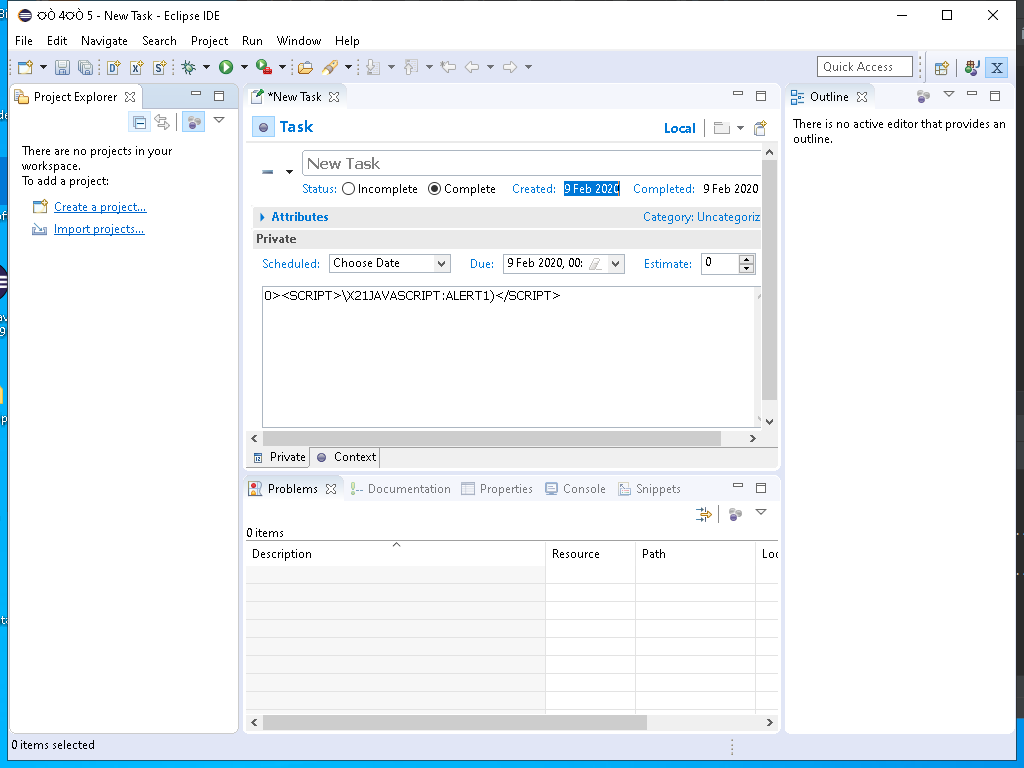 - New Task - Eclipse IDE
File Edit Navigate Search Project Run Window Help
Quick Access
Project Explorer
There are no projects in your
workspace.
To add a project:
Create a project...
Import projects...
*New Task
Task
Local
New Task
Status: Incomplete Complete Created: 9 Feb 2020 Completed: 9 Feb 2020
Attributes Category: Uncategoriz
Private
Scheduled: Choose Date Due: 9 Feb 2020, 00: Estimate: 0
0><SCRIPT>\X21JAVASCRIPT:ALERT1)</SCRIPT>
Private Context
Outline
There is no active editor that provides an
outline.
Problems Documentation Properties Console Snippets
0 items
Description Resource Path Loc
0 items selected